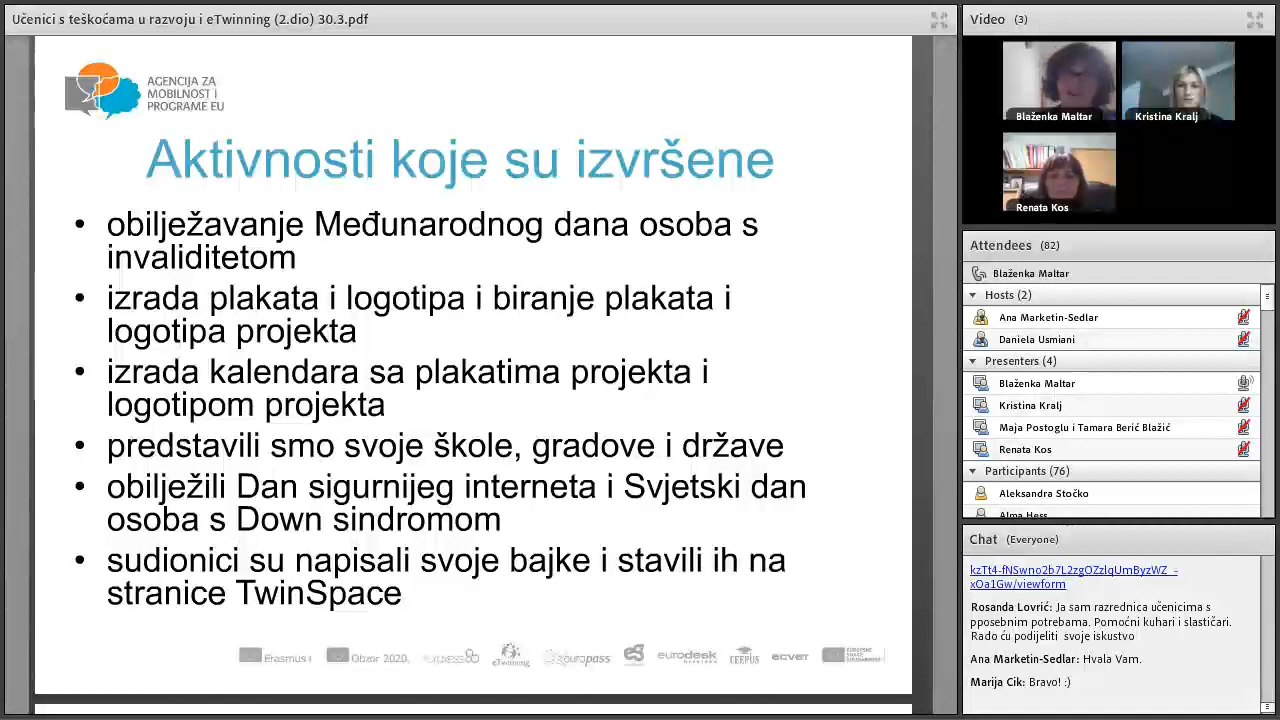 Učenici s teškoćama u razvoju i eTwinning (2.dio) 30.3.pdf
AGENCIJA ZA
MOBILNOST I
PROGRAME EU
Aktivnosti koje su izvršene
• obilježavanje Međunarodnog dana osoba s
invaliditetom
• izrada plakata i logotipa i biranje plakata i
logotipa projekta
• izrada kalendara sa plakatima projekta i
logotipom projekta
• predstavili smo svoje škole, gradove i države
• obilježili Dan sigurnijeg interneta i Svjetski dan
osoba s Down sindromom
• sudionici su napisali svoje bajke i stavili ih na
stranice TwinSpace
Erasmus+ Obzor 2020. eTwinning europass eurodesk ECVET
Video (3)
Blaženka Maltar
Kristina Kralj
Renata Kos
Attendees (82)
Blaženka Maltar
Hosts (2)
Ana Marketin-Sedlar
Daniela Usmiani
Presenters (4)
Blaženka Maltar
Kristina Kralj
Maja Postoglu i Tamara Berić Blažić
Renata Kos
Participants (76)
Aleksandra Stočko
Alma Hess
Chat (Everyone)
kzTt4-fNSwno2b7L2zgOZzlqUmByzWZ_-
xOa1Gw/viewform
Rosanda Lovrić: Ja sam razrednica učenicima s
pposebnim potrebama. Pomoćni kuhari i slastičari.
Rado ću podijeliti svoje iskustvo
Ana Marketin-Sedlar: Hvala Vam.
Marija Cik: Bravo! :)